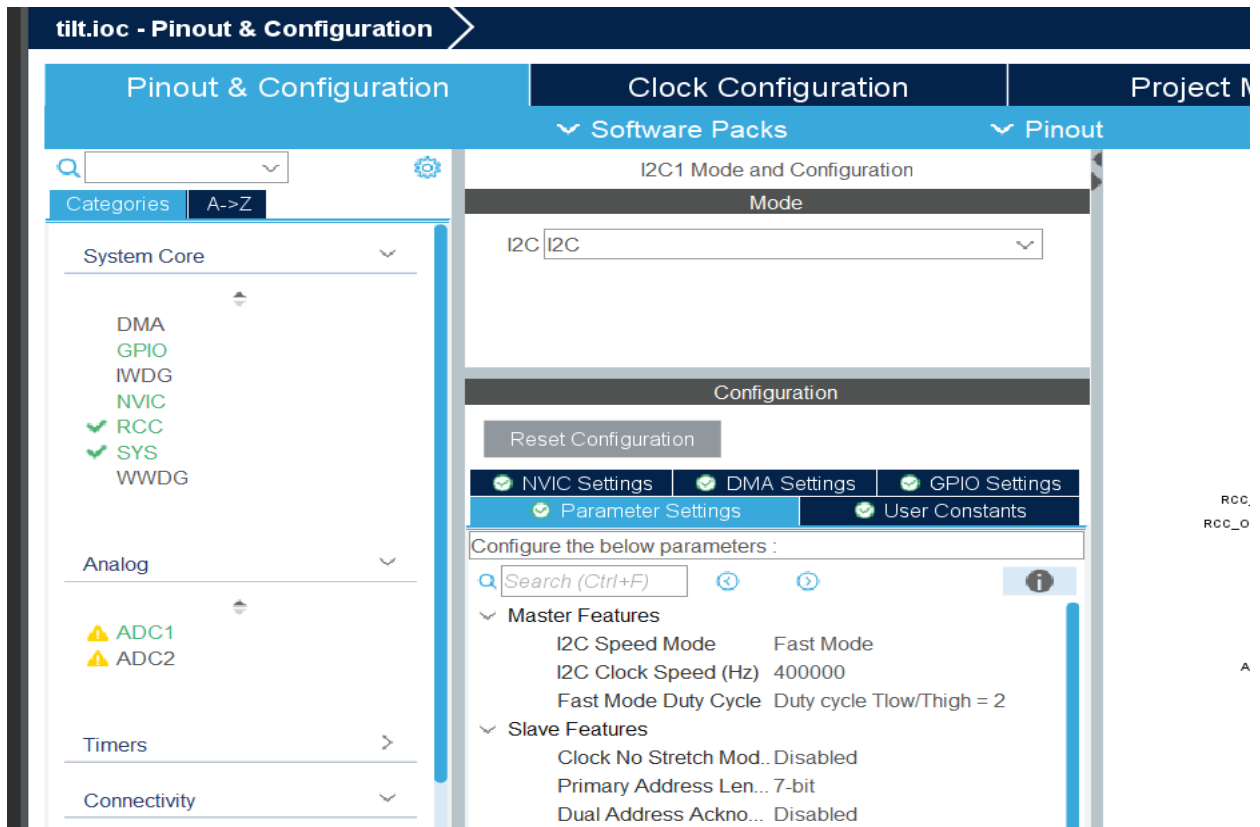 tilt.ioc - Pinout & Configuration
Pinout & Configuration
Clock Configuration
Project
Software Packs
Pinout
Categories
A->Z
System Core
DMA
GPIO
IWDG
NVIC
RCC
SYS
WWDG
Analog
ADC1
ADC2
Timers
Connectivity
I2C1 Mode and Configuration
Mode
I2C I2C
Configuration
Reset Configuration
NVIC Settings
DMA Settings
GPIO Settings
Parameter Settings
User Constants
Configure the below parameters :
Search (Ctrl+F)
Master Features
I2C Speed Mode Fast Mode
I2C Clock Speed (Hz) 400000
Fast Mode Duty Cycle Duty cycle Tlow/Thigh = 2
Slave Features
Clock No Stretch Mod.. Disabled
Primary Address Len... 7-bit
Dual Address Ackno... Disabled
RCC_
RCC_O